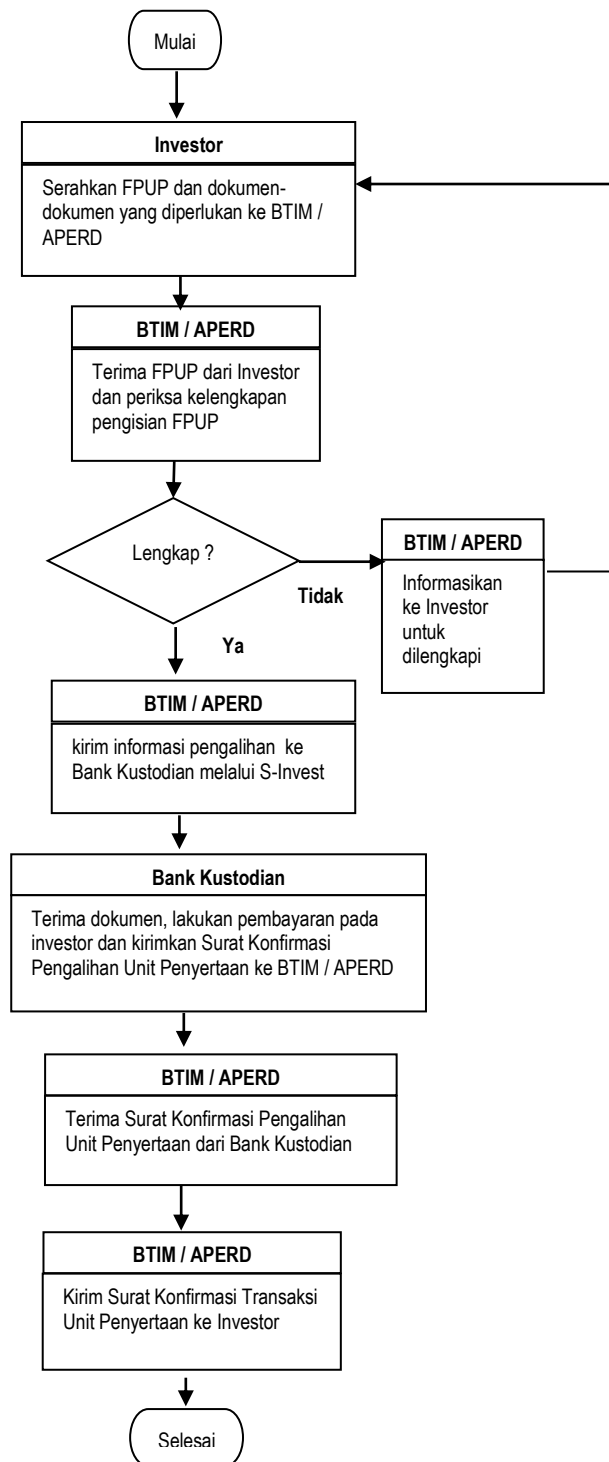 Mulai
Investor
Serahkan FPUP dan dokumen-
dokumen yang diperlukan ke BTIM /
APERD
BTIM / APERD
Terima FPUP dari Investor
dan periksa kelengkapan
pengisian FPUP
Lengkap ?
Tidak
BTIM / APERD
Informasikan
ke Investor
untuk
dilengkapi
Ya
BTIM / APERD
kirim informasi pengalihan ke
Bank Kustodian melalui S-Invest
Bank Kustodian
Terima dokumen, lakukan pembayaran pada
investor dan kirimkan Surat Konfirmasi
Pengalihan Unit Penyertaan ke BTIM / APERD
BTIM / APERD
Terima Surat Konfirmasi Pengalihan
Unit Penyertaan dari Bank Kustodian
BTIM / APERD
Kirim Surat Konfirmasi Transaksi
Unit Penyertaan ke Investor
Selesai